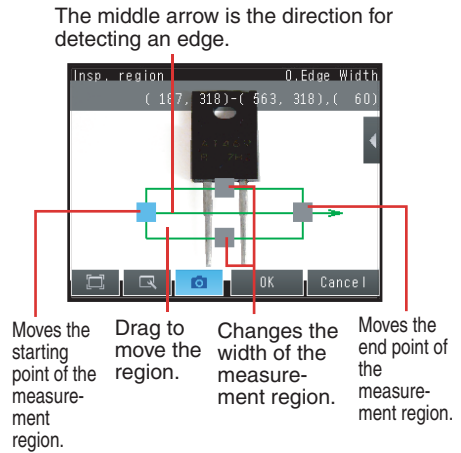 The middle arrow is the direction for
detecting an edge.
Insp. region 0.Edge Width
( 187, 318)-( 563, 318),( 60)
OK Cancel
Moves the
starting
point of the
measure-
ment
region.
Drag to
move the
region.
Changes the
width of the
measure-
ment region.
Moves the
end point of
the
measure-
ment region.